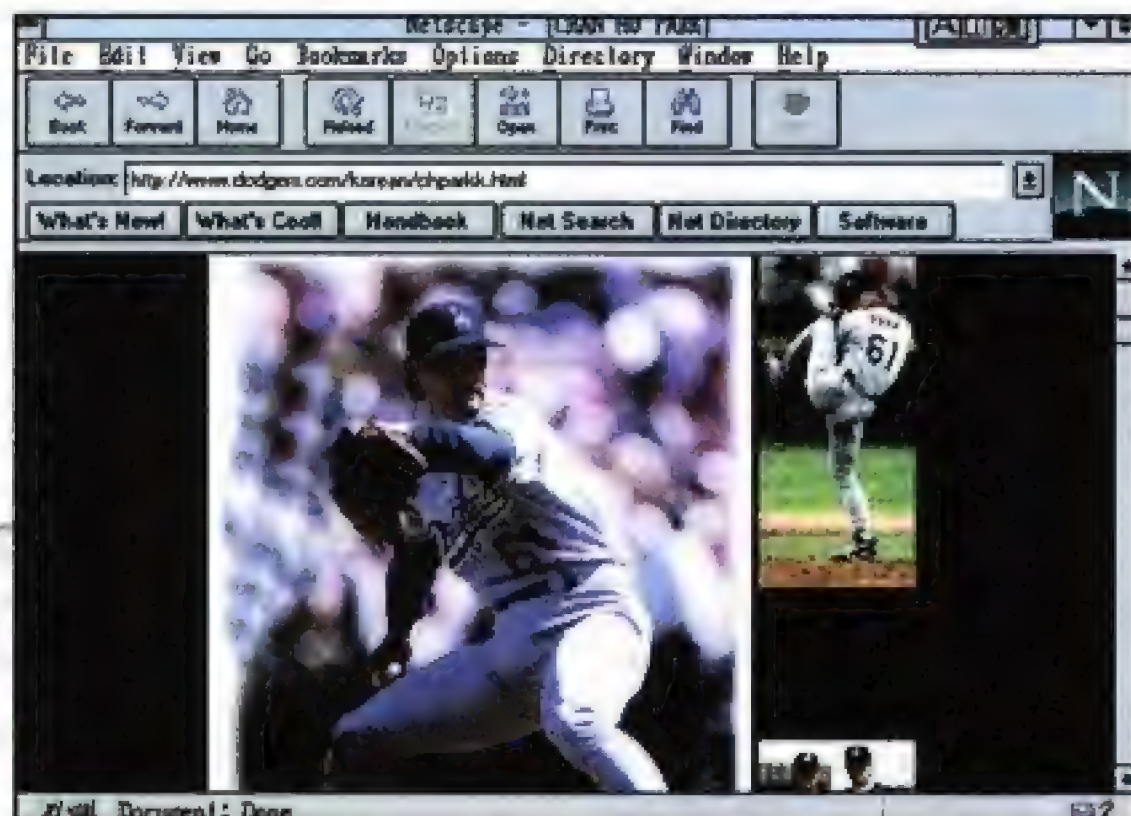 Netscape - [CHAN HO PARK]
File Edit View Go Bookmarks Options Directory Window Help
Back Forward Home Reload Open Print Find
Location: http://www.dodgers.com/korean/chparkk.html
What's New! What's Cool! Handbook Net Search Net Directory Software
N
61
Document: Done